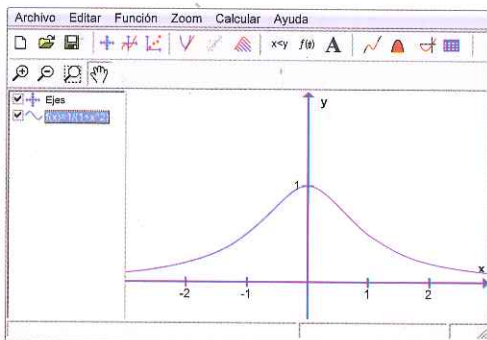 Archivo Editar Función Zoom Calcular Ayuda
x<y f(θ) A
Ejes
f(x)=1/(1+x^2)
y
1
x
-2 -1 1 2